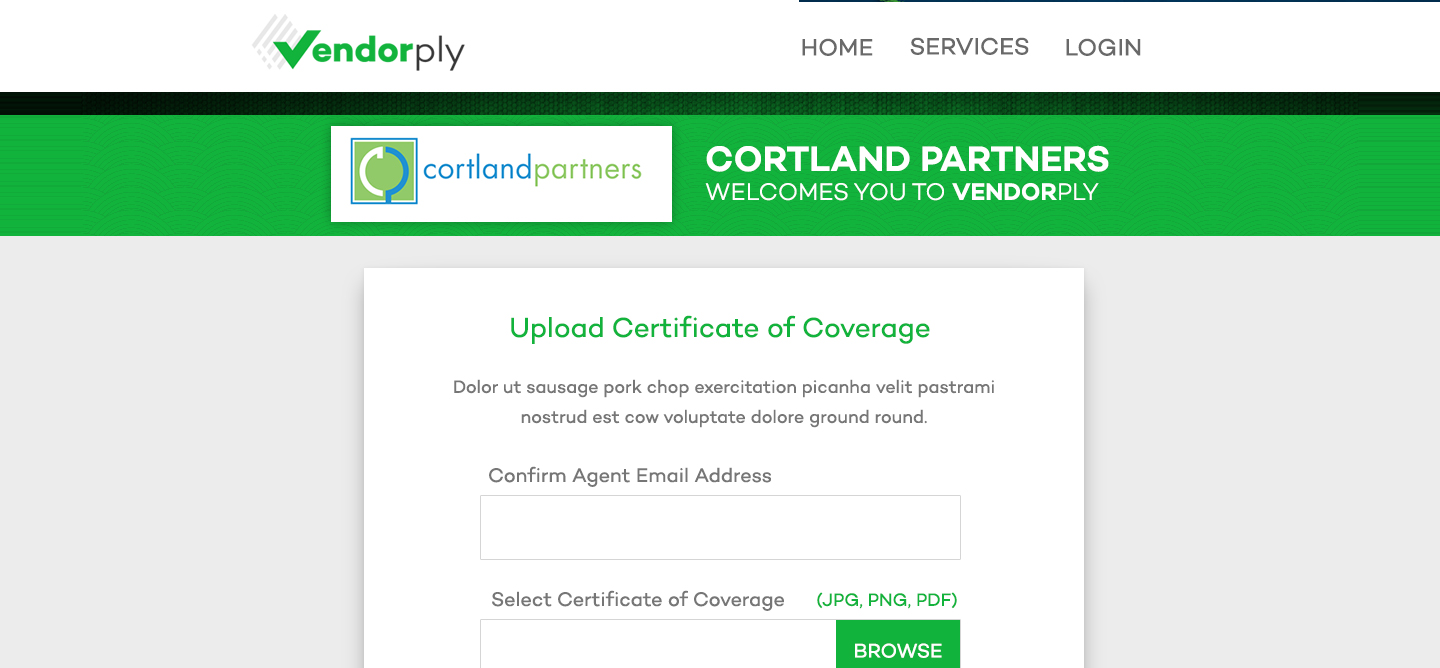 Vendorply
HOME SERVICES LOGIN
cortlandpartners
CORTLAND PARTNERS
WELCOMES YOU TO VENDORPLY
Upload Certificate of Coverage
Dolor ut sausage pork chop exercitation picanha velit pastrami
nostrud est cow voluptate dolore ground round.
Confirm Agent Email Address
Select Certificate of Coverage (JPG, PNG, PDF)
BROWSE